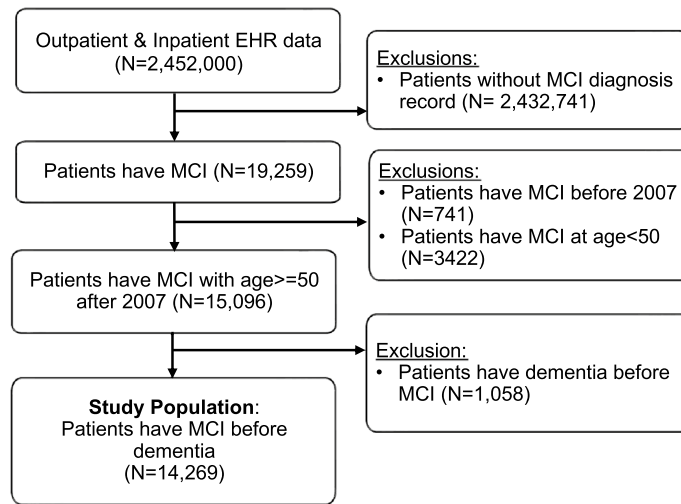 Outpatient & Inpatient EHR data
(N=2,452,000)
Exclusions:
• Patients without MCI diagnosis
record (N= 2,432,741)
Patients have MCI (N=19,259)
Exclusions:
• Patients have MCI before 2007
(N=741)
• Patients have MCI at age<50
(N=3422)
Patients have MCI with age>=50
after 2007 (N=15,096)
Exclusion:
• Patients have dementia before
MCI (N=1,058)
Study Population:
Patients have MCI before
dementia
(N=14,269)